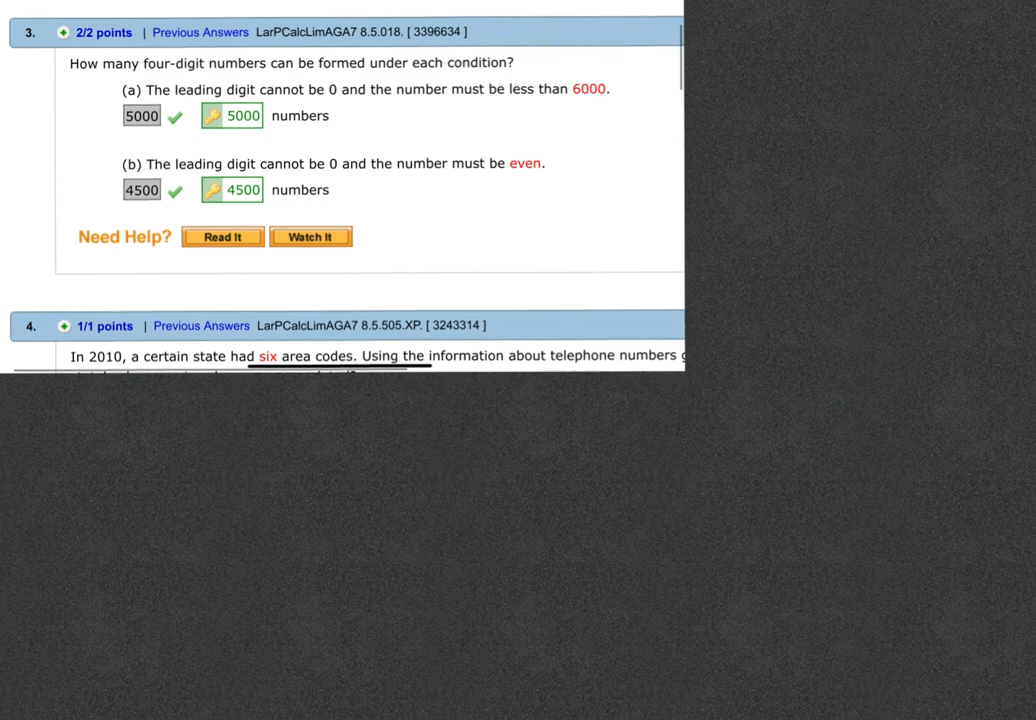 3. 2/2 points | Previous Answers LarPCalcLimAGA7 8.5.018. [ 3396634 ]
How many four-digit numbers can be formed under each condition?
(a) The leading digit cannot be 0 and the number must be less than 6000.
5000 5000 numbers
(b) The leading digit cannot be 0 and the number must be even.
4500 4500 numbers
Need Help? Read It Watch It
4. 1/1 points | Previous Answers LarPCalcLimAGA7 8.5.505.XP. [ 3243314 ]
In 2010, a certain state had six area codes. Using the information about telephone numbers